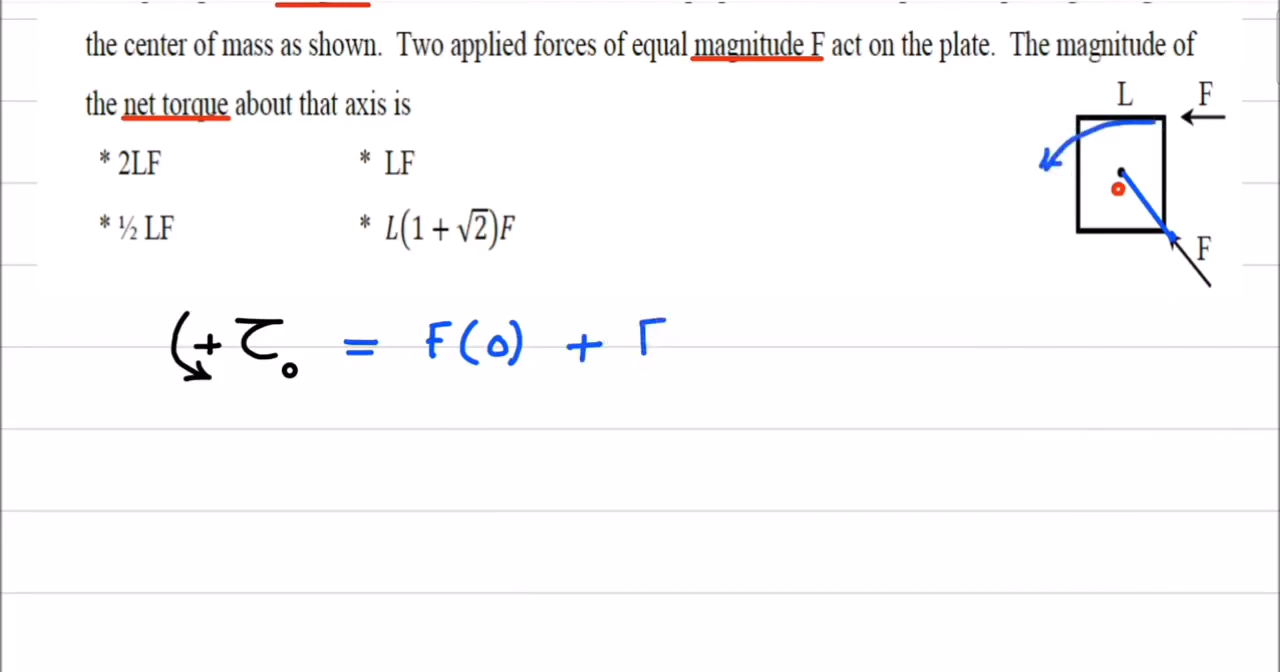 the center of mass as shown. Two applied forces of equal magnitude F act on the plate. The magnitude of
the net torque about that axis is
L
F
* 2LF * LF
o
* ½ LF * L(1 + √2)F
F
(+ τo = F(0) + Γ